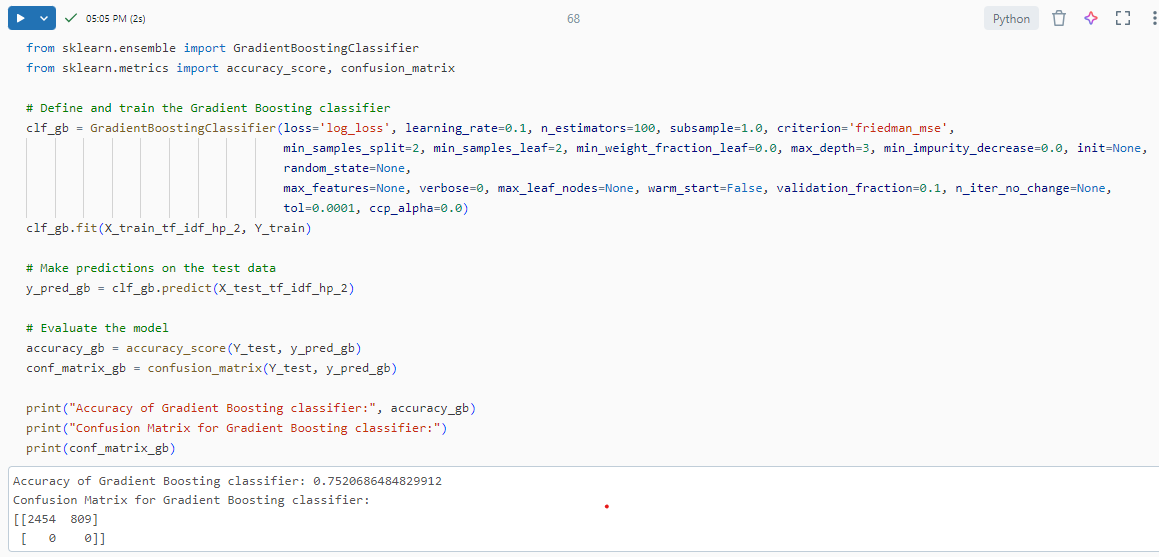 05:05 PM (2s)
68
Python
from sklearn.ensemble import GradientBoostingClassifier
from sklearn.metrics import accuracy_score, confusion_matrix
# Define and train the Gradient Boosting classifier
clf_gb = GradientBoostingClassifier(loss='log_loss', learning_rate=0.1, n_estimators=100, subsample=1.0, criterion='friedman_mse',
min_samples_split=2, min_samples_leaf=2, min_weight_fraction_leaf=0.0, max_depth=3, min_impurity_decrease=0.0, init=None,
random_state=None,
max_features=None, verbose=0, max_leaf_nodes=None, warm_start=False, validation_fraction=0.1, n_iter_no_change=None,
tol=0.0001, ccp_alpha=0.0)
clf_gb.fit(X_train_tf_idf_hp_2, Y_train)
# Make predictions on the test data
y_pred_gb = clf_gb.predict(X_test_tf_idf_hp_2)
# Evaluate the model
accuracy_gb = accuracy_score(Y_test, y_pred_gb)
conf_matrix_gb = confusion_matrix(Y_test, y_pred_gb)
print("Accuracy of Gradient Boosting classifier:", accuracy_gb)
print("Confusion Matrix for Gradient Boosting classifier:")
print(conf_matrix_gb)
Accuracy of Gradient Boosting classifier: 0.7520686484829912
Confusion Matrix for Gradient Boosting classifier:
[[2454  809]
 [   0    0]]